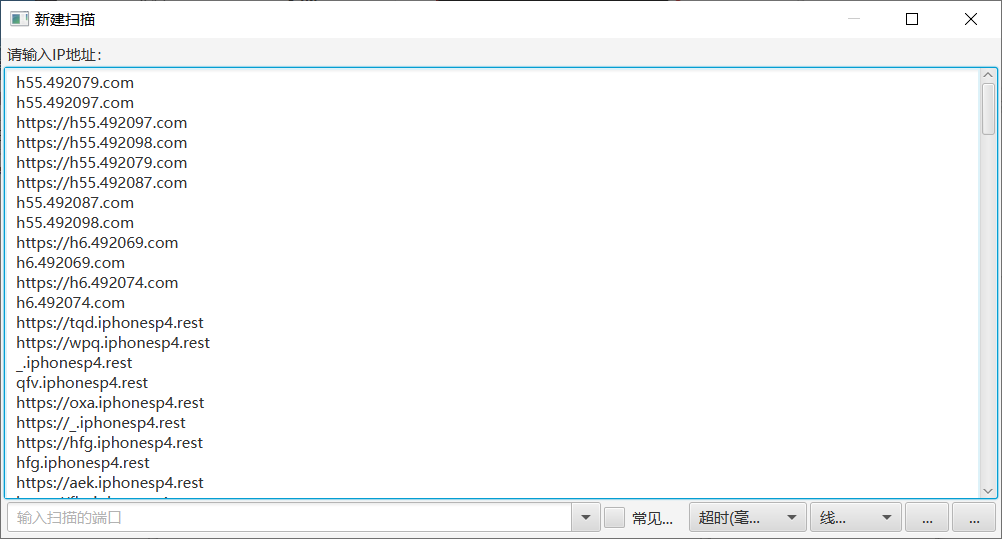 新建扫描
请输入IP地址：
h55.492079.com
h55.492097.com
https://h55.492097.com
https://h55.492098.com
https://h55.492079.com
https://h55.492087.com
h55.492087.com
h55.492098.com
https://h6.492069.com
h6.492069.com
https://h6.492074.com
h6.492074.com
https://tqd.iphonesp4.rest
https://wpq.iphonesp4.rest
_.iphonesp4.rest
qfv.iphonesp4.rest
https://oxa.iphonesp4.rest
https://_.iphonesp4.rest
https://hfg.iphonesp4.rest
hfg.iphonesp4.rest
https://aek.iphonesp4.rest
输入扫描的端口 常见... 超时(毫... 线... ... ...